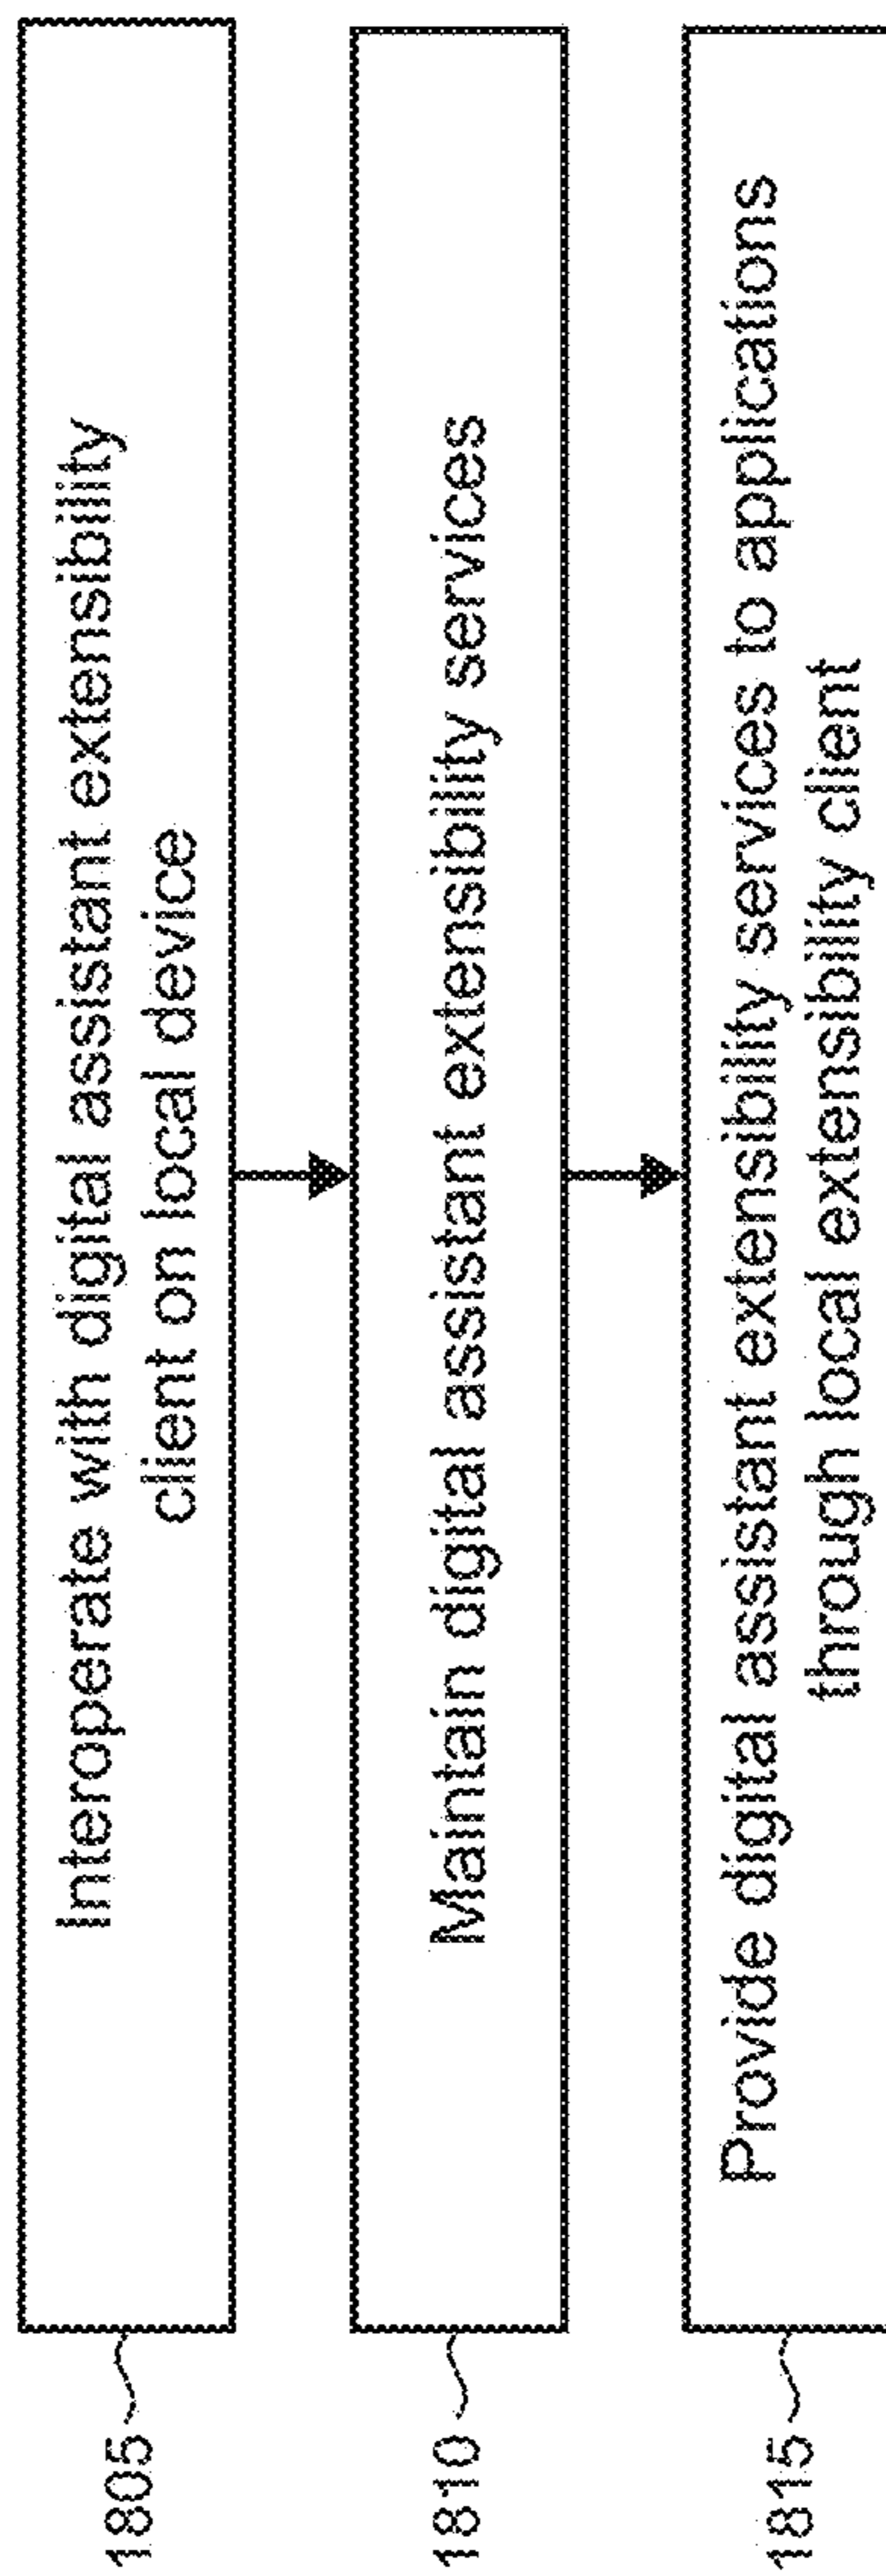 1805
Interoperate with digital assistant extensibility
client on local device
1810
Maintain digital assistant extensibility services
1815
Provide digital assistant extensibility services to applications
through local extensibility client